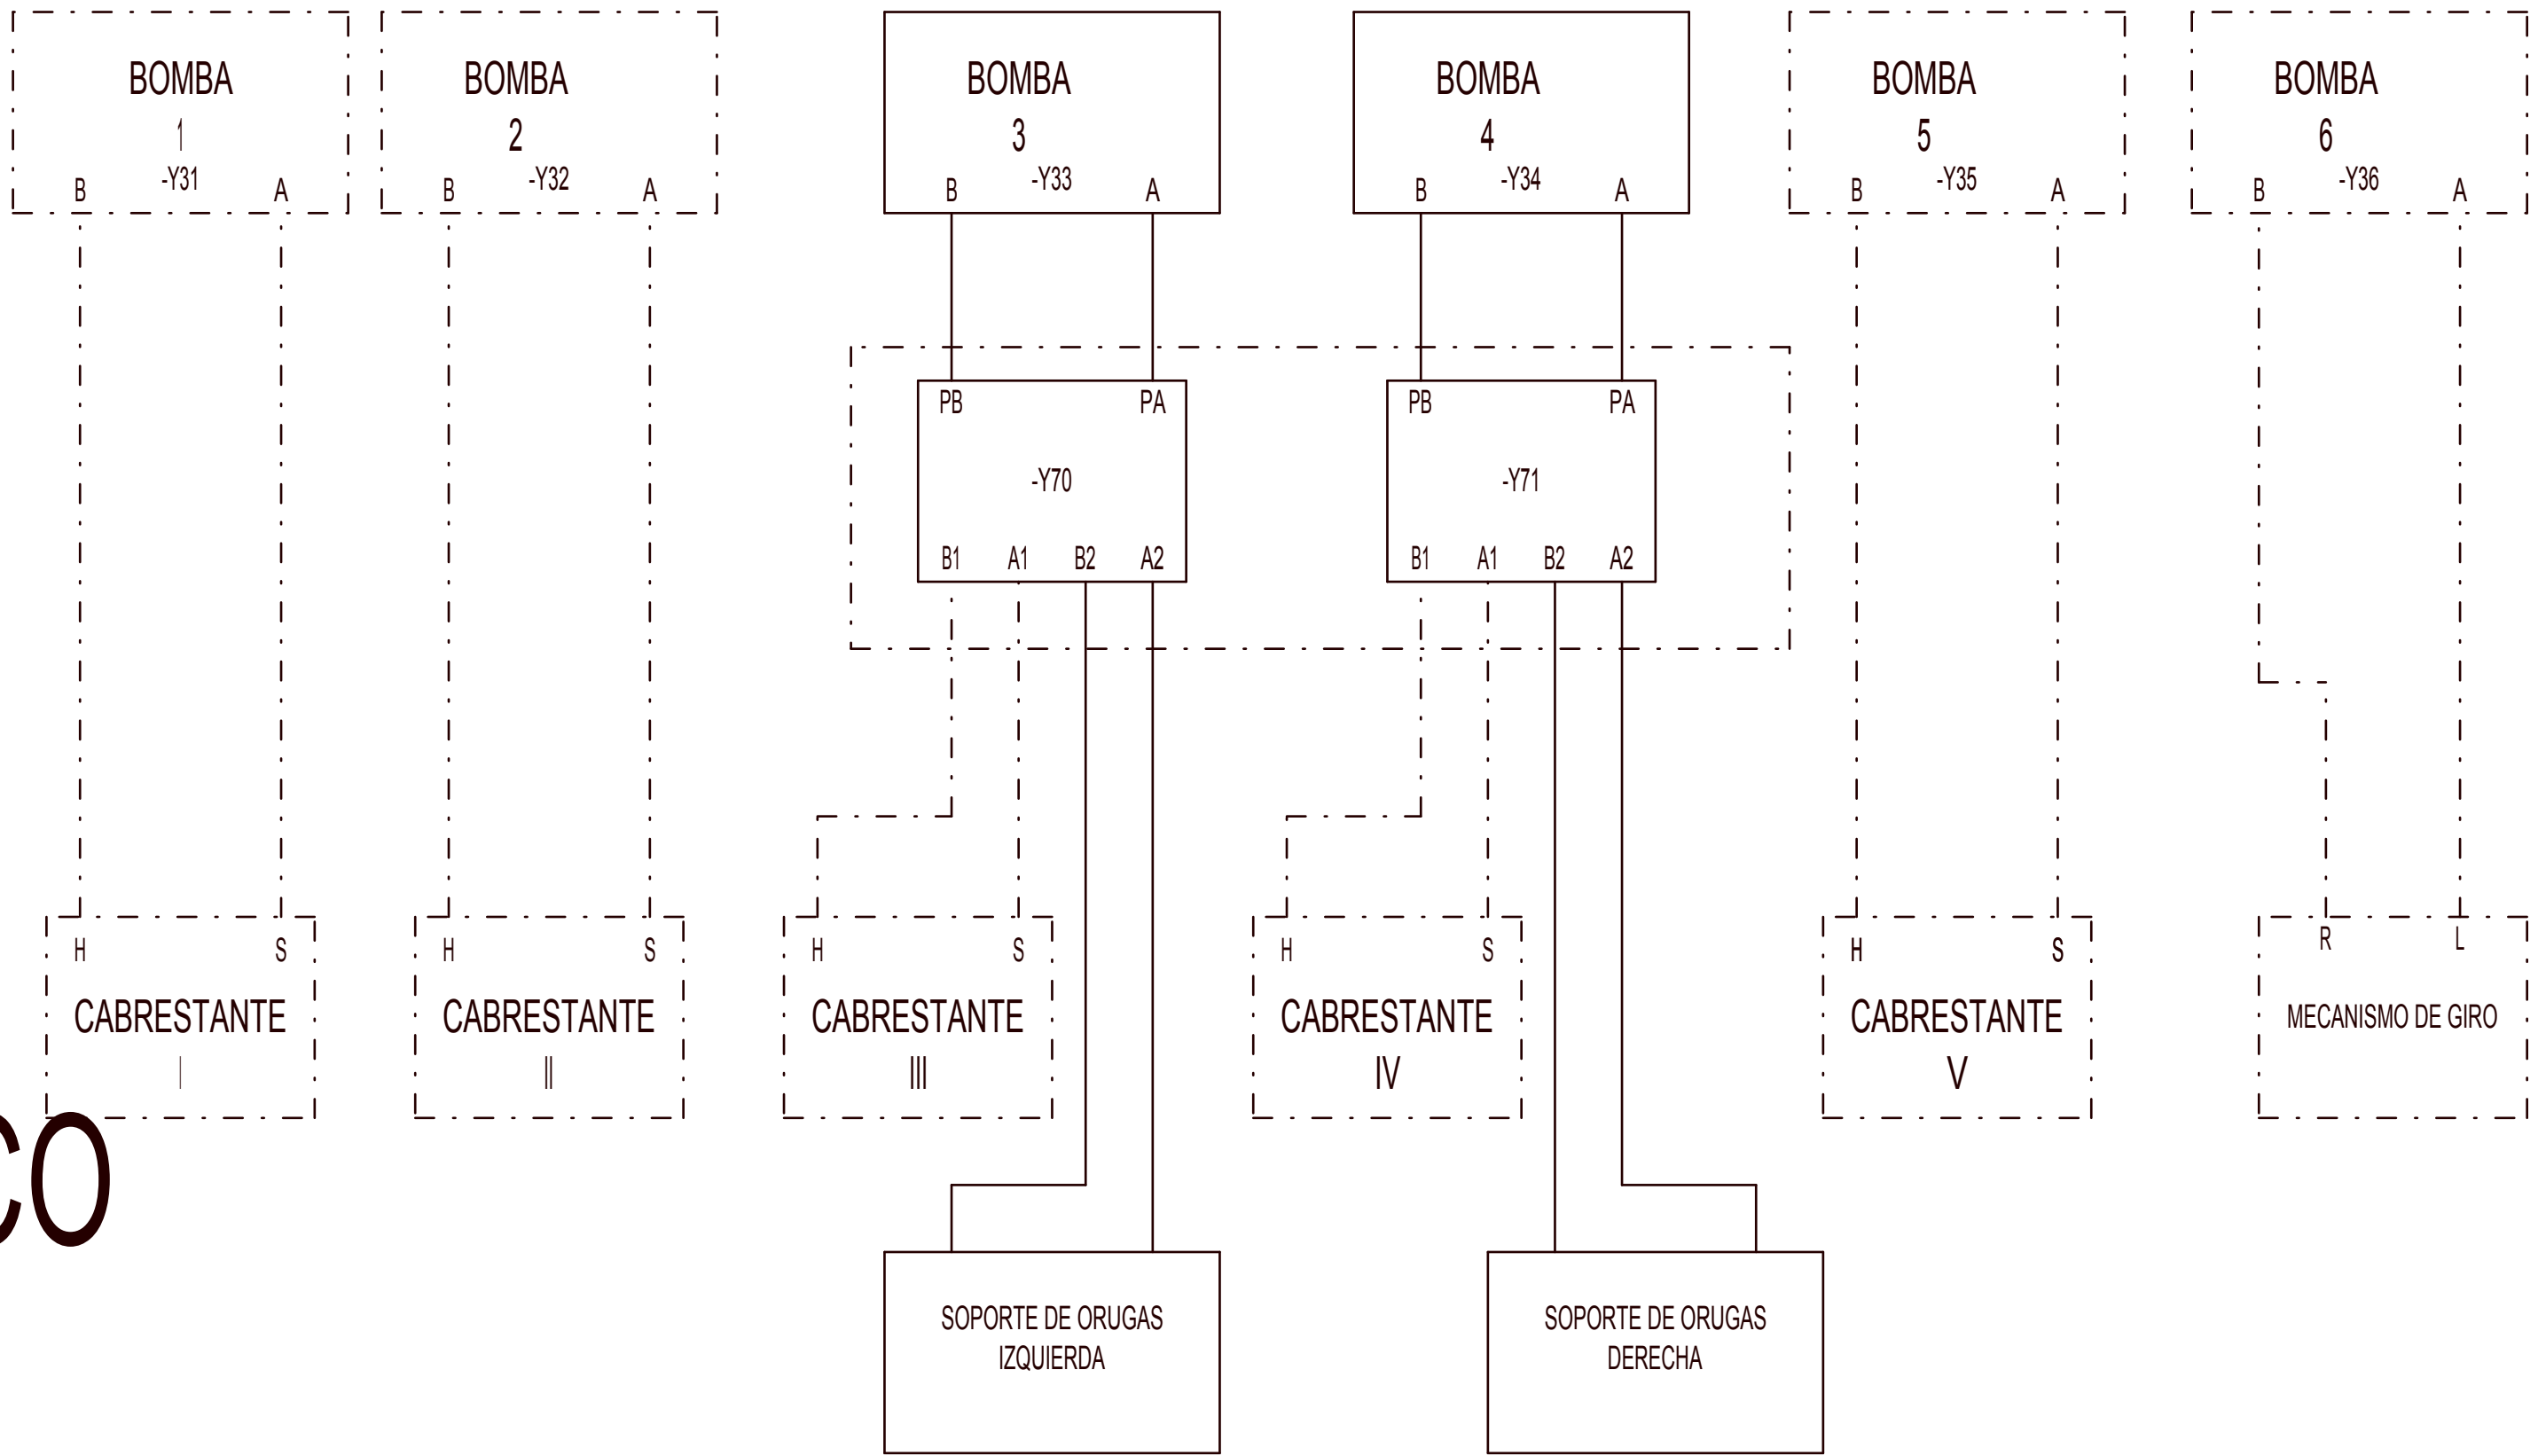 BOMBA
1
-Y31
B A
BOMBA
2
-Y32
B A
BOMBA
3
-Y33
B A
BOMBA
4
-Y34
B A
BOMBA
5
-Y35
B A
BOMBA
6
-Y36
B A
PB PA
-Y70
B1 A1 B2 A2
PB PA
-Y71
B1 A1 B2 A2
H S
CABRESTANTE
I
H S
CABRESTANTE
II
H S
CABRESTANTE
III
H S
CABRESTANTE
IV
H S
CABRESTANTE
V
R L
MECANISMO DE GIRO
CO
SOPORTE DE ORUGAS
IZQUIERDA
SOPORTE DE ORUGAS
DERECHA